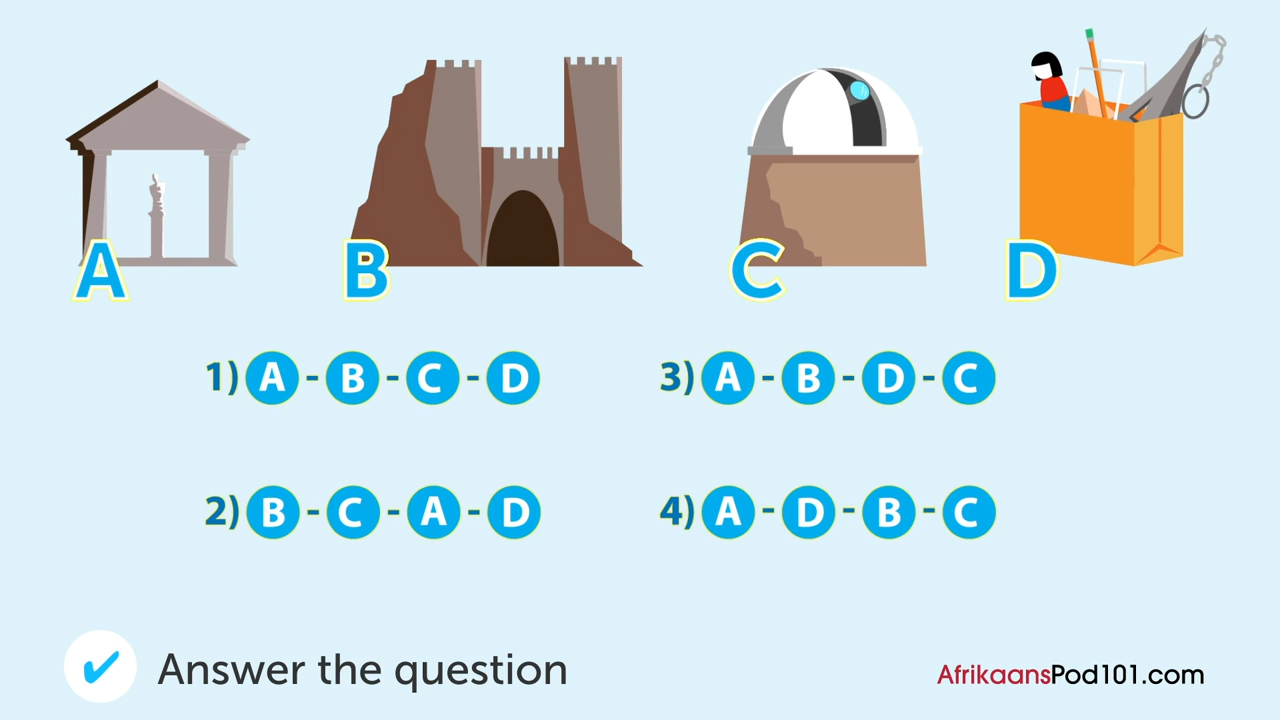 A B C D
1) A - B - C - D
3) A - B - D - C
2) B - C - A - D
4) A - D - B - C
✔ Answer the question
AfrikaansPod101.com